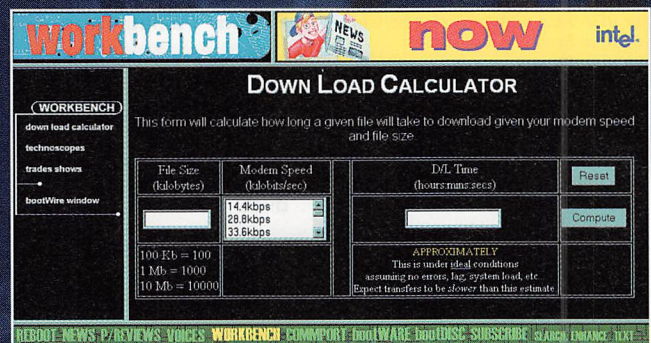 workbench
NEWS
now
intel.
DOWN LOAD CALCULATOR
WORKBENCH
down load calculator
technoscopes
trades shows
bootWire window
This form will calculate how long a given file will take to download given your modem speed
and file size.
File Size
(kilobytes)
Modem Speed
(kilobits/sec)
D/L Time
(hours:mins:secs)
Reset
14.4kbps
28.8kbps
33.6kbps
Compute
100 Kb = 100
1 Mb = 1000
10 Mb = 10000
APPROXIMATELY
This is under ideal conditions
assuming no errors, lag, system load, etc.
Expect transfers to be slower than this estimate
REBOOT NEWS P/REVIEWS VOICES WORKBENCH COMMPORT bootWARE bootDISC SUBSCRIBE SEARCH ENHANCE TEXT